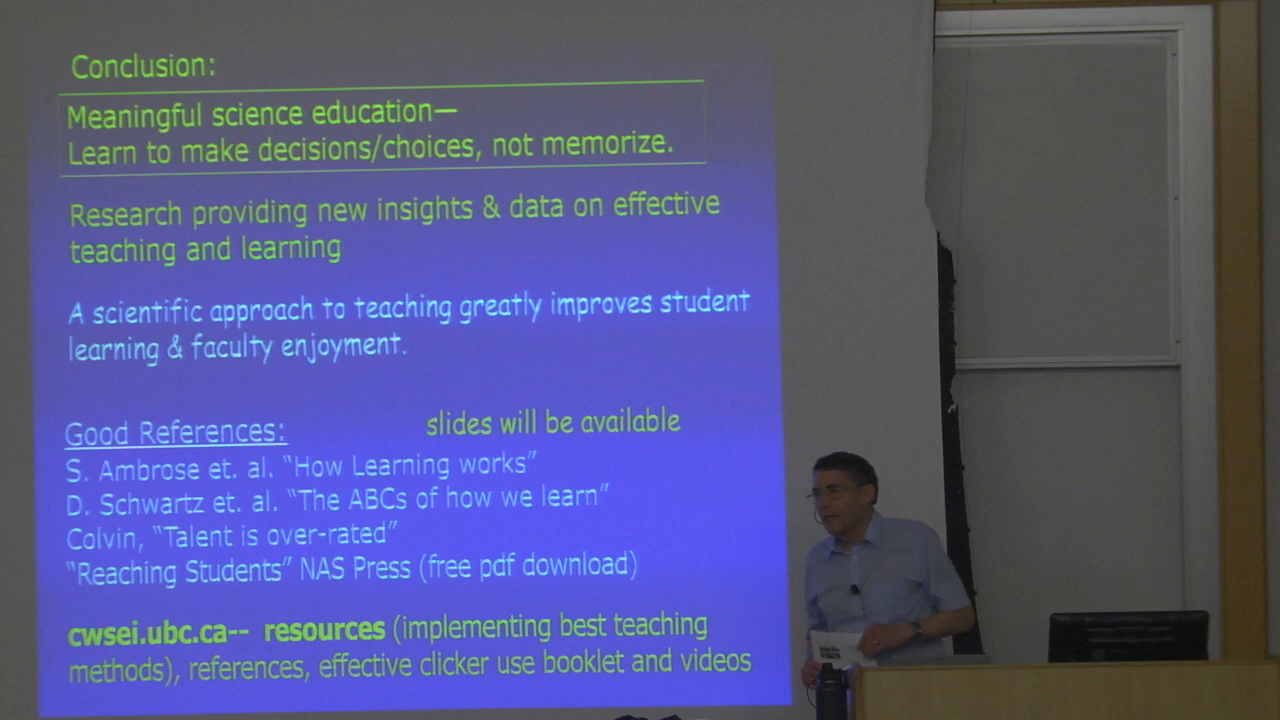 Conclusion:
Meaningful science education—
Learn to make decisions/choices, not memorize.
Research providing new insights & data on effective
teaching and learning
A scientific approach to teaching greatly improves student
learning & faculty enjoyment.
slides will be available
Good References:
S. Ambrose et. al. “How Learning works”
D. Schwartz et. al. “The ABCs of how we learn”
Colvin, “Talent is over-rated”
“Reaching Students” NAS Press (free pdf download)
cwsei.ubc.ca-- resources (implementing best teaching
methods), references, effective clicker use booklet and videos